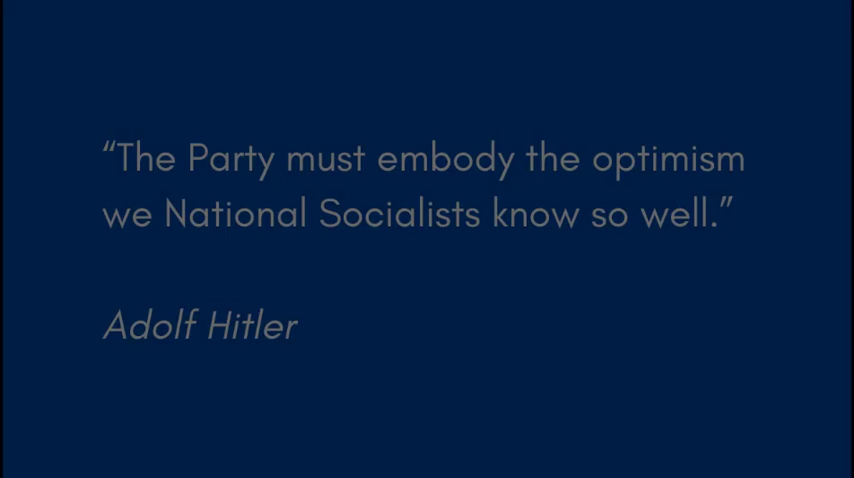 “The Party must embody the optimism
we National Socialists know so well.”
Adolf Hitler